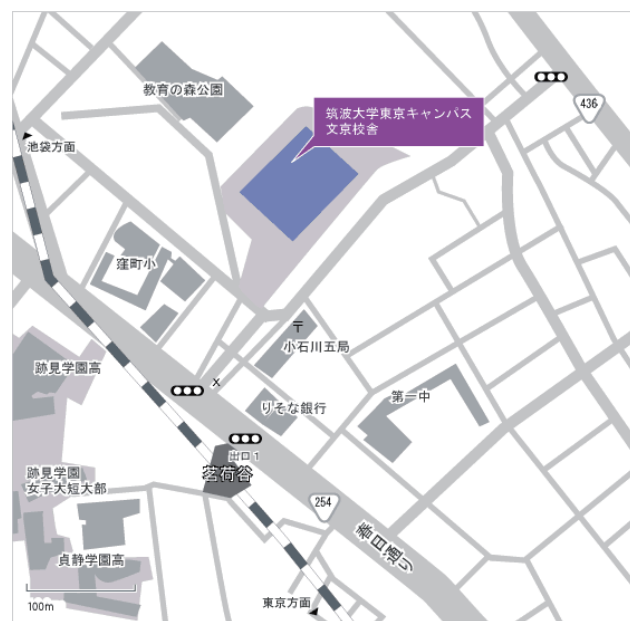 教育の森公園
筑波大学東京キャンパス
文京校舎
436
池袋方面
窪町小
〒
小石川五局
跡見学園高
x
りそな銀行
第一中
出口1
茗荷谷
跡見学園
女子大短大部
254
春日通り
貞静学園高
100m
東京方面